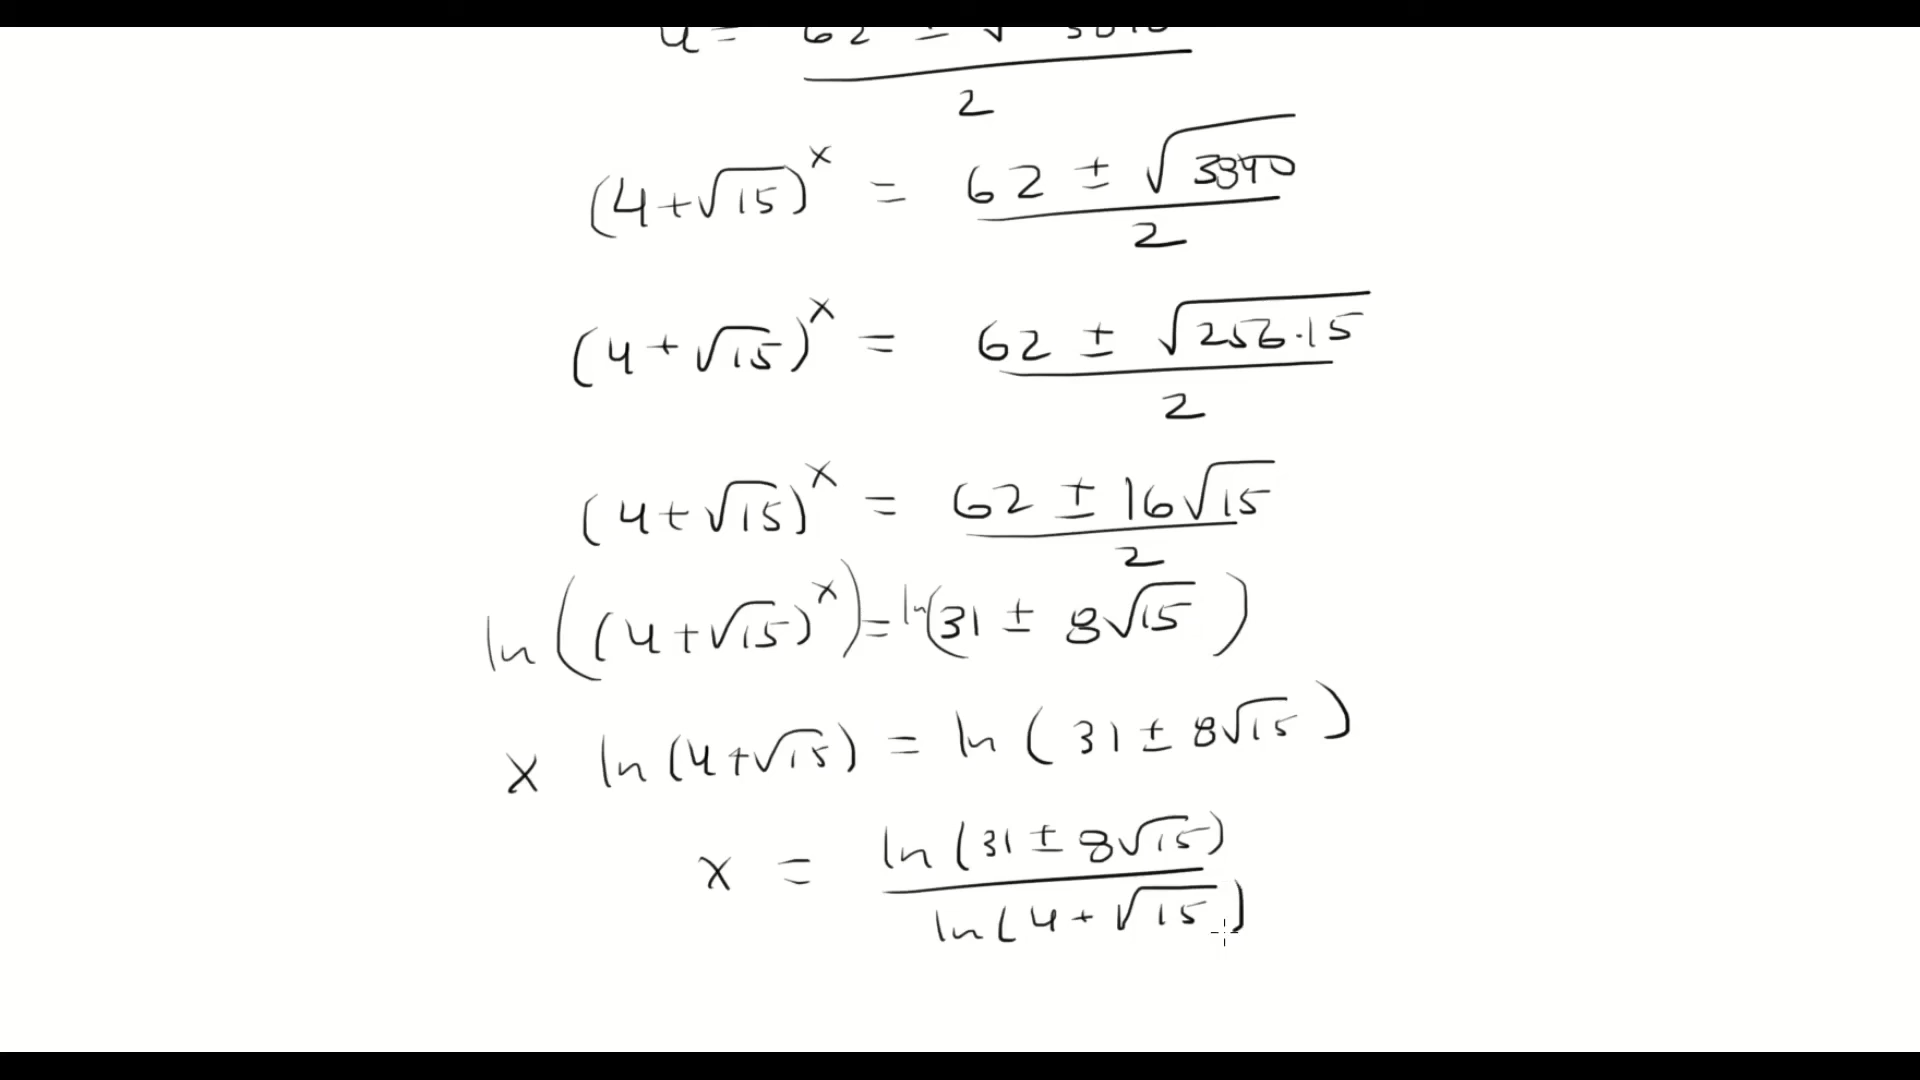 u = (62 ± √3840)/2
(4+√15)^x = (62 ± √3840)/2
(4+√15)^x = (62 ± √256·15)/2
(4+√15)^x = (62 ± 16√15)/2
ln((4+√15)^x) = ln(31 ± 8√15)
x ln(4+√15) = ln(31 ± 8√15)
x = ln(31 ± 8√15)/ln(4+√15)